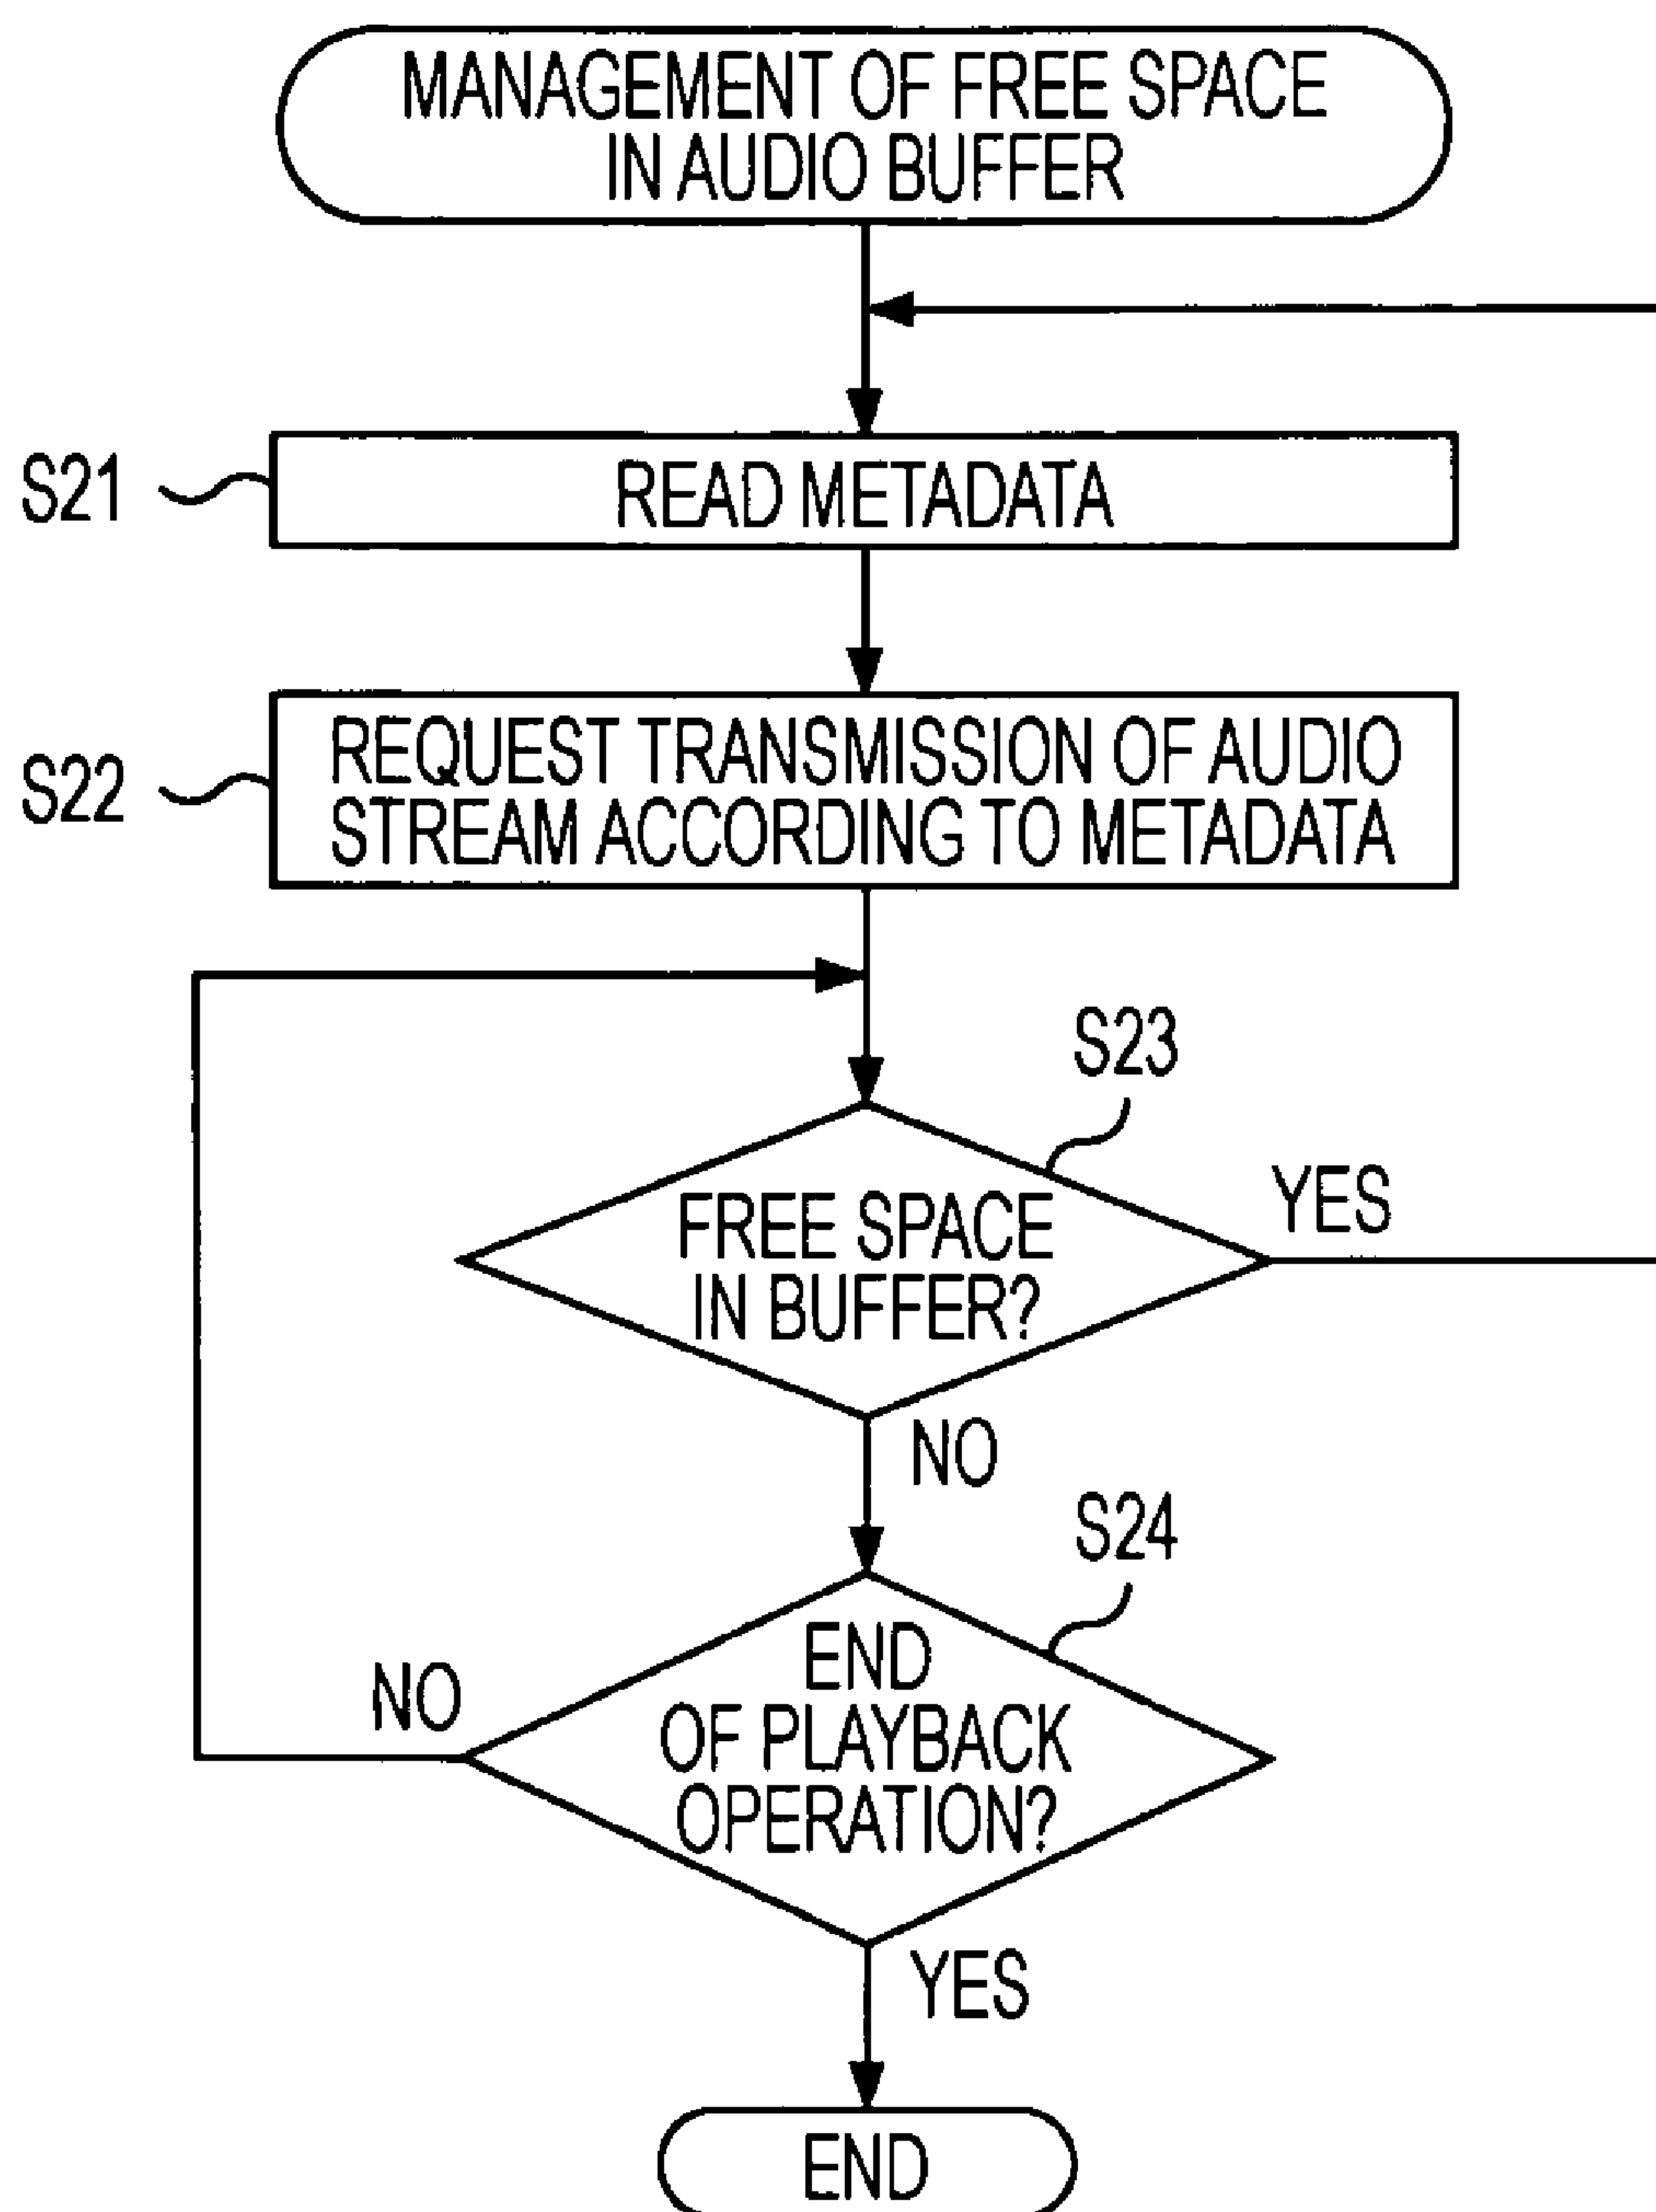 MANAGEMENT OF FREE SPACE
IN AUDIO BUFFER
S21
READ METADATA
S22
REQUEST TRANSMISSION OF AUDIO
STREAM ACCORDING TO METADATA
S23
FREE SPACE
IN BUFFER?
YES
NO
S24
END
OF PLAYBACK
OPERATION?
NO
YES
END